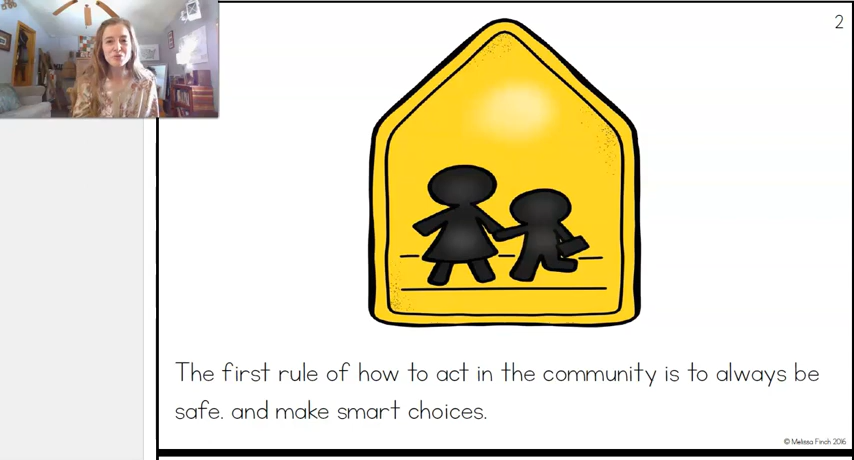 2
The first rule of how to act in the community is to always be
safe. and make smart choices.
© Melissa Finch 2016